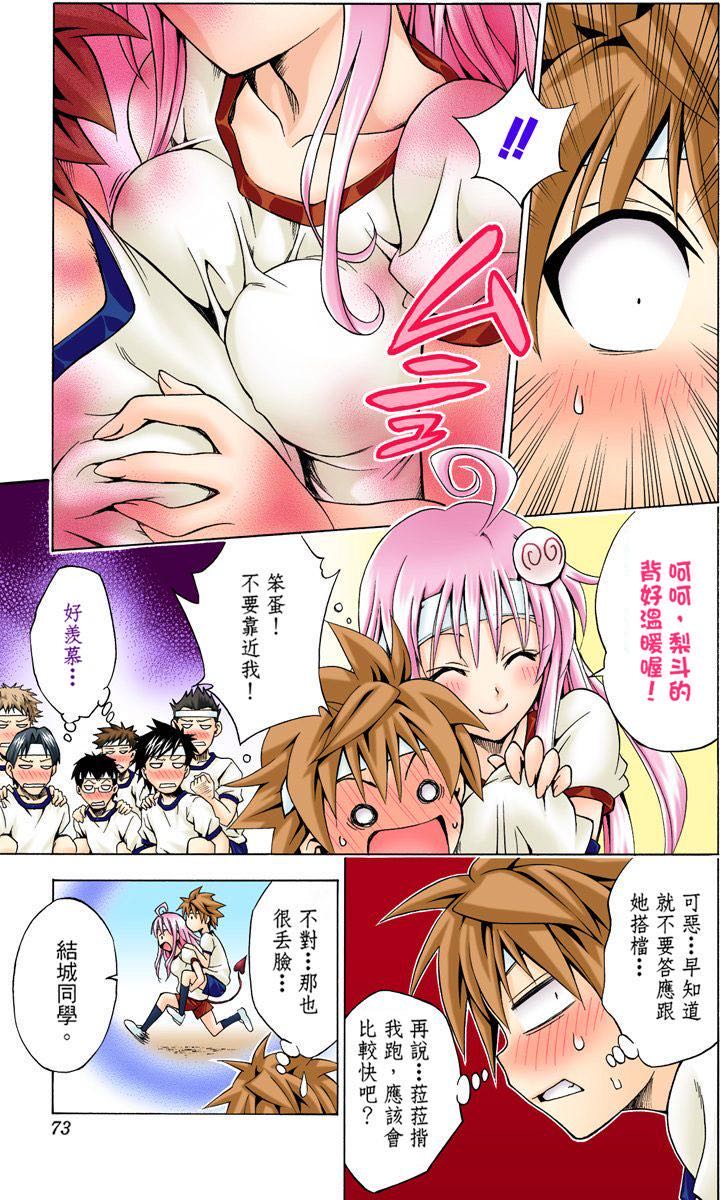 !!
ムニュ
呵呵，梨斗的
背好溫暖喔！
笨蛋！
不要靠近我！
好羨慕…
可惡…早知道
就不要答應跟
她搭檔…
再說…菈菈揹
我跑，應該會
比較快吧？
不對…那也
很丟臉…
結城同學。
73